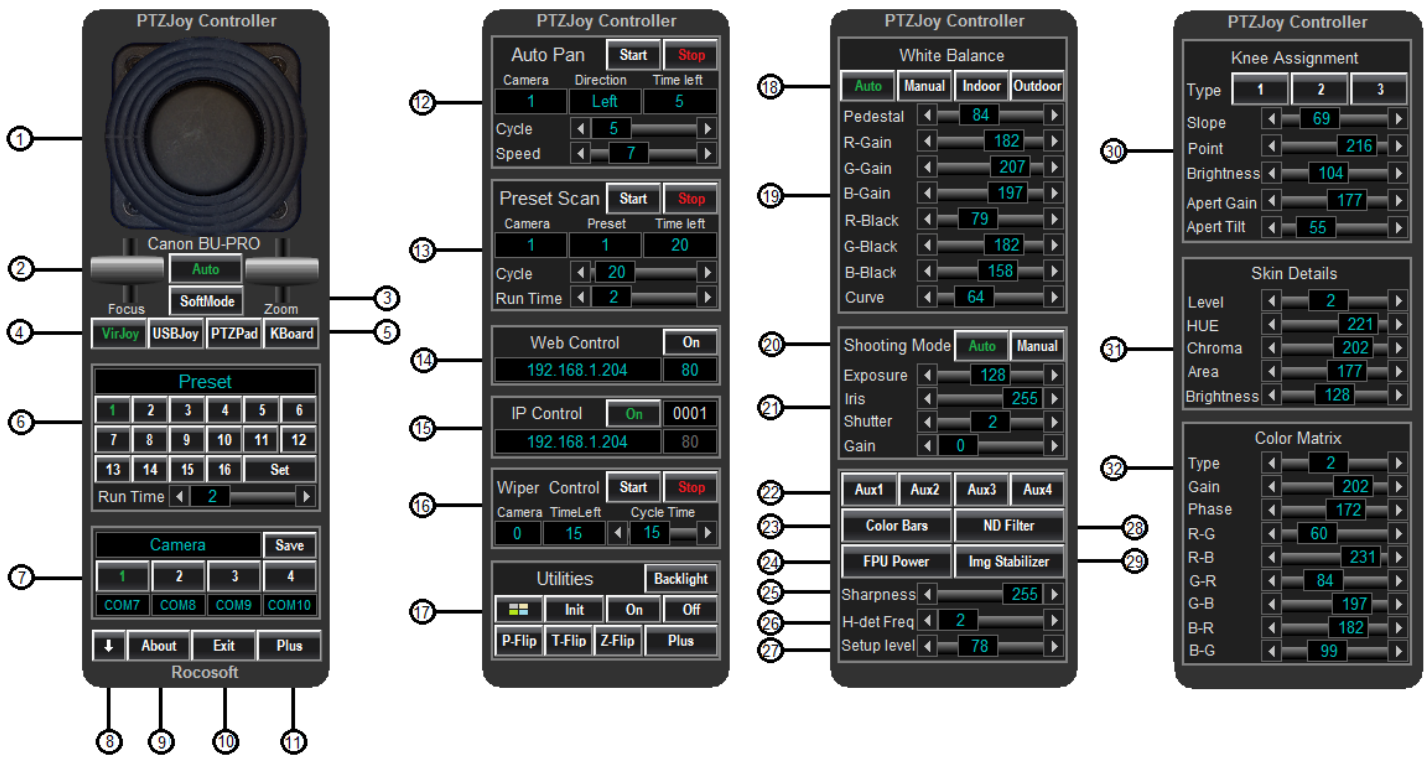 PTZJoy Controller
1
Canon BU-PRO
2
Auto
SoftMode
3
Focus
Zoom
4
VirJoy USBJoy PTZPad KBoard
5
Preset
6
1 2 3 4 5 6
7 8 9 10 11 12
13 14 15 16 Set
Run Time 2
Camera Save
7
1 2 3 4
COM7 COM8 COM9 COM10
About Exit Plus
Rocosoft
8 9 10 11
PTZJoy Controller
Auto Pan Start Stop
Camera Direction Time left
12
1 Left 5
Cycle 5
Speed 7
Preset Scan Start Stop
Camera Preset Time left
13
1 1 20
Cycle 20
Run Time 2
Web Control On
14
192.168.1.204 80
IP Control On 0001
15
192.168.1.204 80
Wiper Control Start Stop
16
Camera TimeLeft Cycle Time
0 15 15
Utilities Backlight
17
Init On Off
P-Flip T-Flip Z-Flip Plus
PTZJoy Controller
White Balance
18
Auto Manual Indoor Outdoor
Pedestal 84
R-Gain 182
G-Gain 207
19
B-Gain 197
R-Black 79
G-Black 182
B-Black 158
Curve 64
20
Shooting Mode Auto Manual
Exposure 128
21
Iris 255
Shutter 2
Gain 0
22
Aux1 Aux2 Aux3 Aux4
23
Color Bars ND Filter
28
24
FPU Power Img Stabilizer
29
25
Sharpness 255
26
H-det Freq 2
27
Setup level 78
PTZJoy Controller
Knee Assignment
Type 1 2 3
Slope 69
30
Point 216
Brightness 104
Apert Gain 177
Apert Tilt 55
Skin Details
Level 2
HUE 221
31
Chroma 202
Area 177
Brightness 128
Color Matrix
32
Type 2
Gain 202
Phase 172
R-G 60
R-B 231
G-R 84
G-B 197
B-R 182
B-G 99